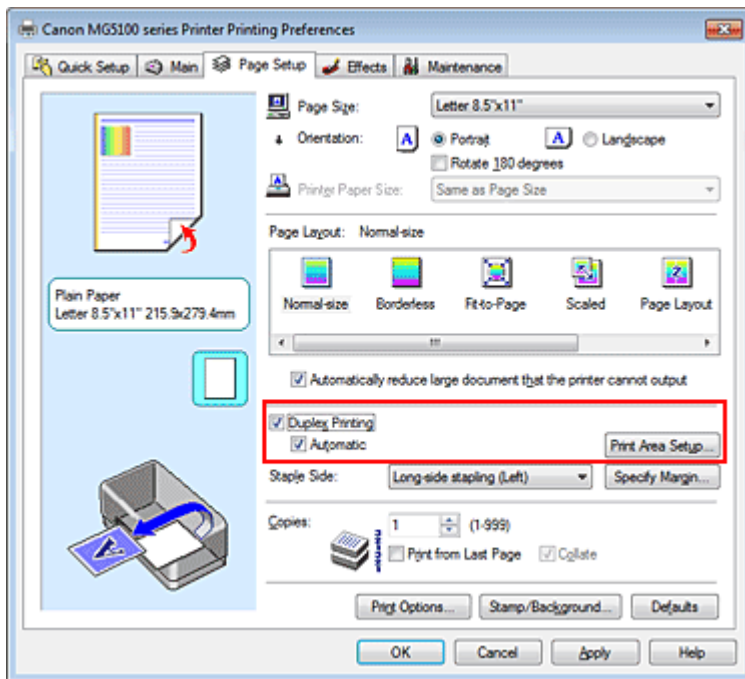 Canon MG5100 series Printer Printing Preferences
Quick Setup Main Page Setup Effects Maintenance
Page Size: Letter 8.5"x11"
Orientation: A Portrait A Landscape
Rotate 180 degrees
Printer Paper Size: Same as Page Size
Page Layout: Normal-size
Normal-size Borderless Fit-to-Page Scaled Page Layout
Plain Paper
Letter 8.5"x11" 215.9x279.4mm
Automatically reduce large document that the printer cannot output
Duplex Printing
Automatic Print Area Setup...
Staple Side: Long-side stapling (Left) Specify Margin...
Copies: 1 (1-999)
Print from Last Page Collate
Print Options... Stamp/Background... Defaults
OK Cancel Apply Help